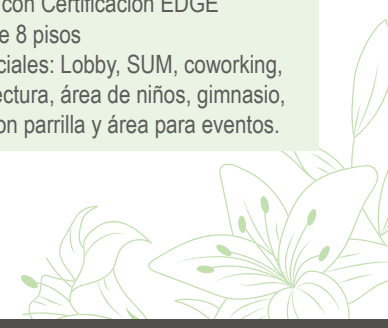 con Certificación EDGE
e 8 pisos
ciales: Lobby, SUM, coworking,
ectura, área de niños, gimnasio,
on parrilla y área para eventos.